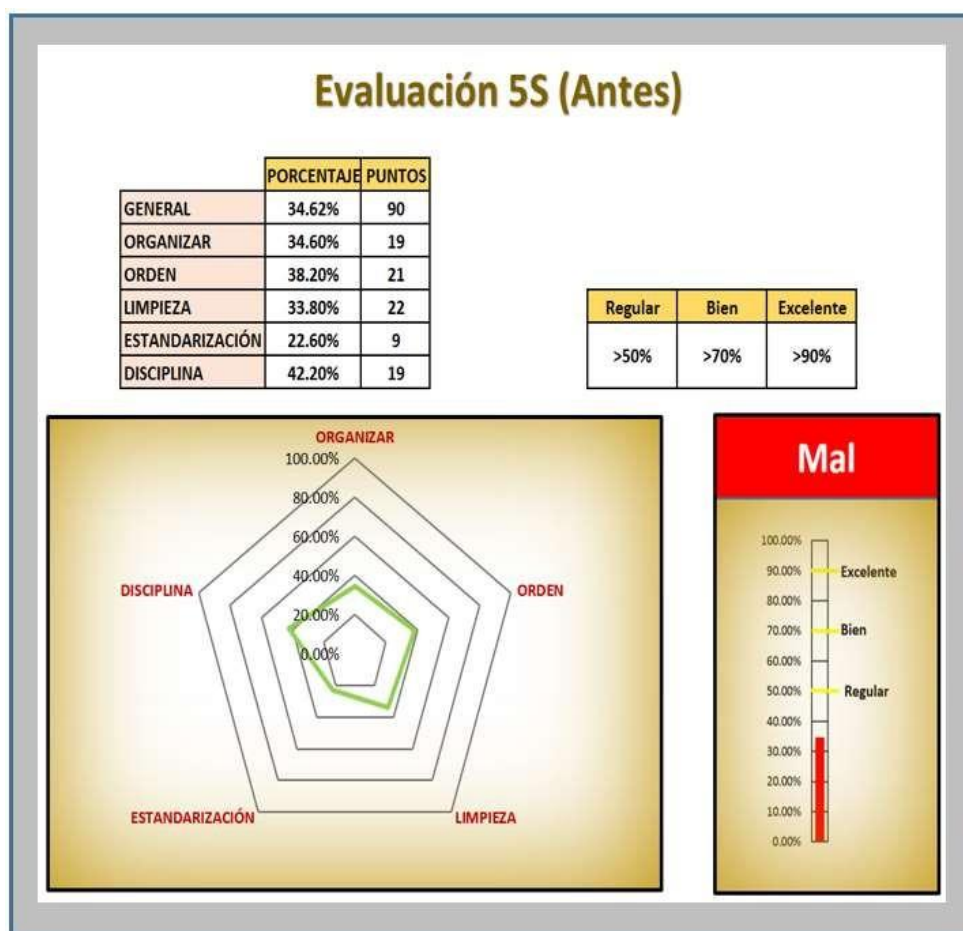 Evaluación 5S (Antes)
PORCENTAJE PUNTOS
GENERAL 34.62% 90
ORGANIZAR 34.60% 19
ORDEN 38.20% 21
LIMPIEZA 33.80% 22
ESTANDARIZACIÓN 22.60% 9
DISCIPLINA 42.20% 19
Regular Bien Excelente
>50% >70% >90%
ORGANIZAR
100.00%
80.00%
60.00%
40.00%
20.00%
0.00%
DISCIPLINA
ORDEN
ESTANDARIZACIÓN
LIMPIEZA
Mal
100.00%
90.00% Excelente
80.00%
70.00% Bien
60.00%
50.00% Regular
40.00%
30.00%
20.00%
10.00%
0.00%